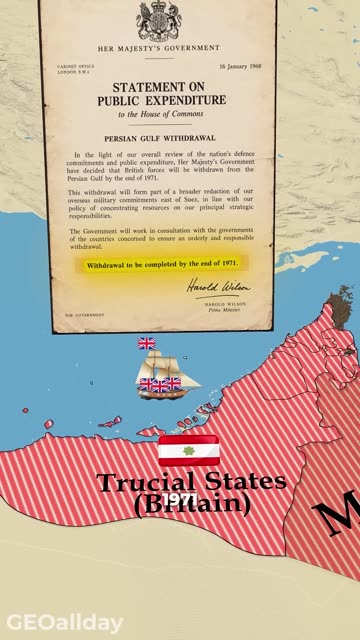 HER MAJESTY'S GOVERNMENT
CABINET OFFICE
LONDON S.W.1
16 January 1968
STATEMENT ON
PUBLIC EXPENDITURE
to the House of Commons
PERSIAN GULF WITHDRAWAL
In the light of our overall review of the nation's defence
commitments and public expenditure, Her Majesty's Government
have decided that British forces will be withdrawn from the
Persian Gulf by the end of 1971.
This withdrawal will form part of a broader reduction of our
overseas military commitments east of Suez, in line with our
policy of concentrating resources on our principal strategic
responsibilities.
The Government will work in consultation with the governments
of the countries concerned to ensure an orderly and responsible
withdrawal.
Withdrawal to be completed by the end of 1971.
Harold Wilson
HAROLD WILSON
Prime Minister
H.M. GOVERNMENT
Trucial States
(Britain)
1971
M
GEOallday